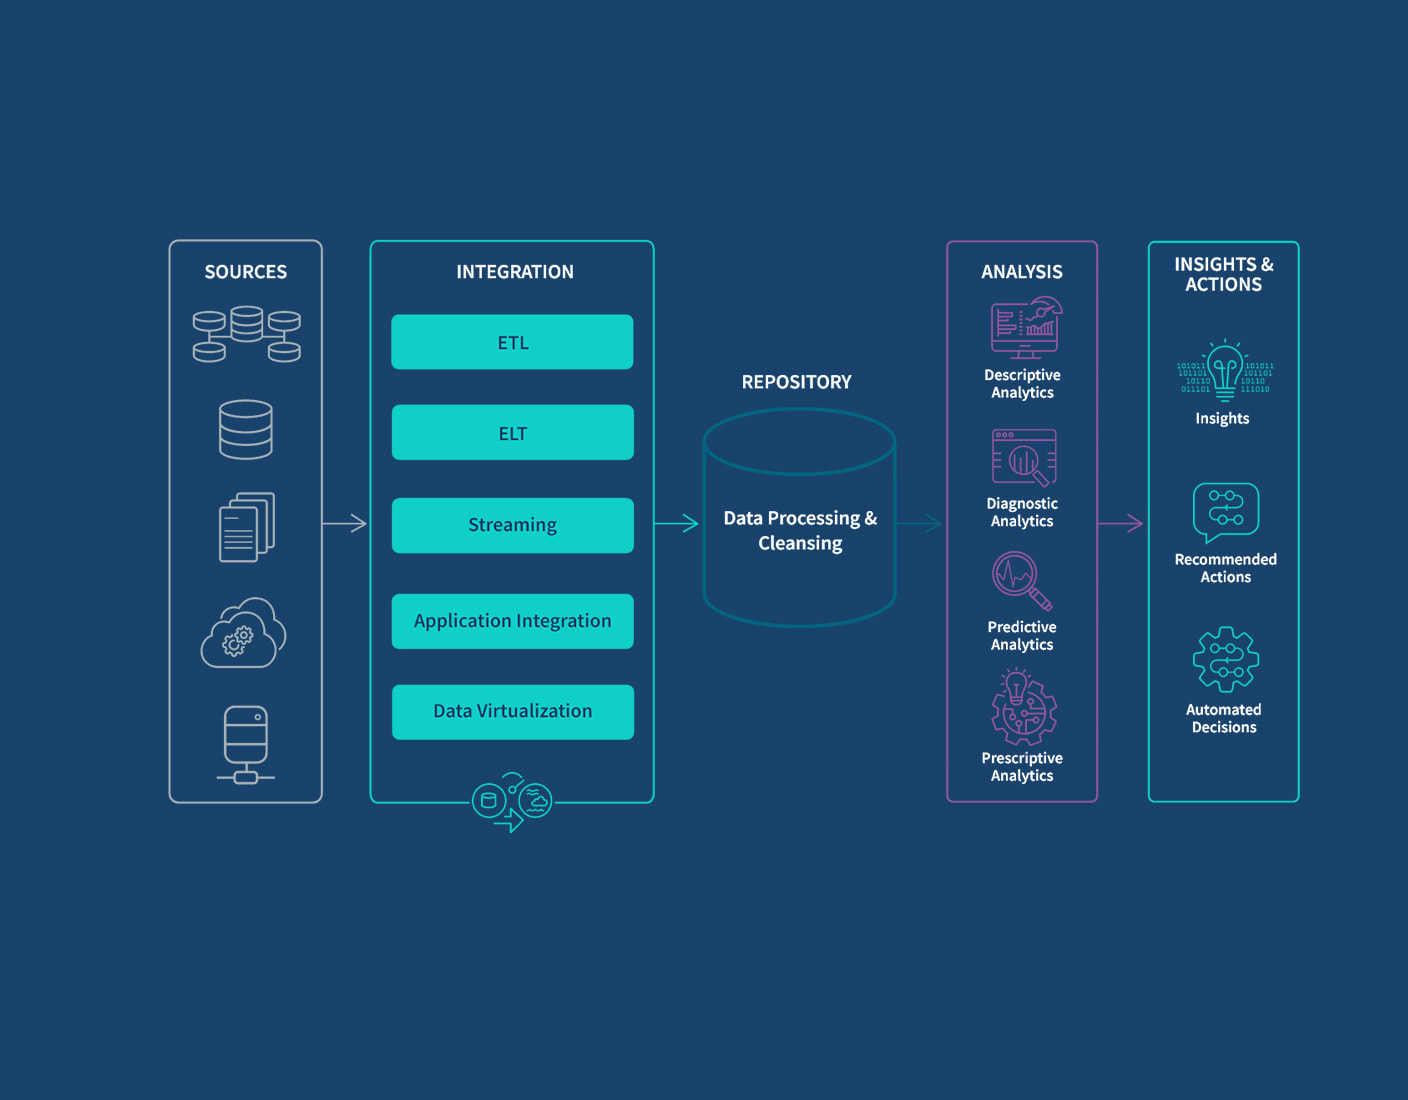 SOURCES
INTEGRATION
ETL
ELT
Streaming
Application Integration
Data Virtualization
REPOSITORY
Data Processing &
Cleansing
ANALYSIS
Descriptive
Analytics
Diagnostic
Analytics
Predictive
Analytics
Prescriptive
Analytics
INSIGHTS &
ACTIONS
101011 101011
101101 101101
10110 10110
011101 111010
Insights
Recommended
Actions
Automated
Decisions